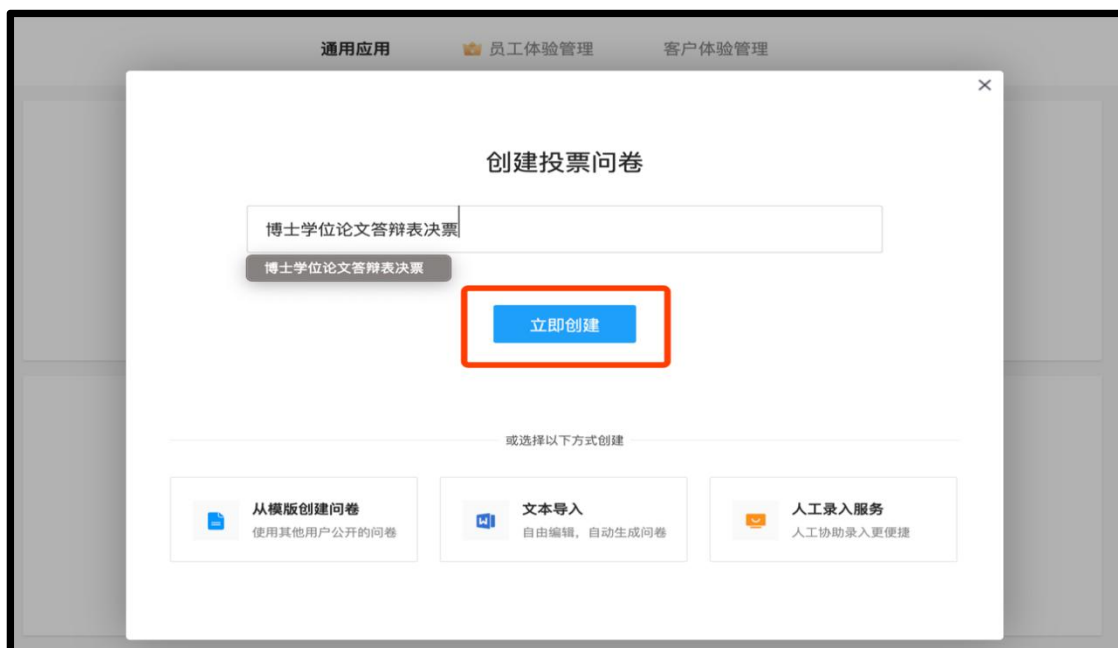 通用应用 员工体验管理 客户体验管理
创建投票问卷
博士学位论文答辩表决票
博士学位论文答辩表决票
立即创建
或选择以下方式创建
从模版创建问卷 文本导入 人工录入服务
使用其他用户公开的问卷 自由编辑，自动生成问卷 人工协助录入更便捷